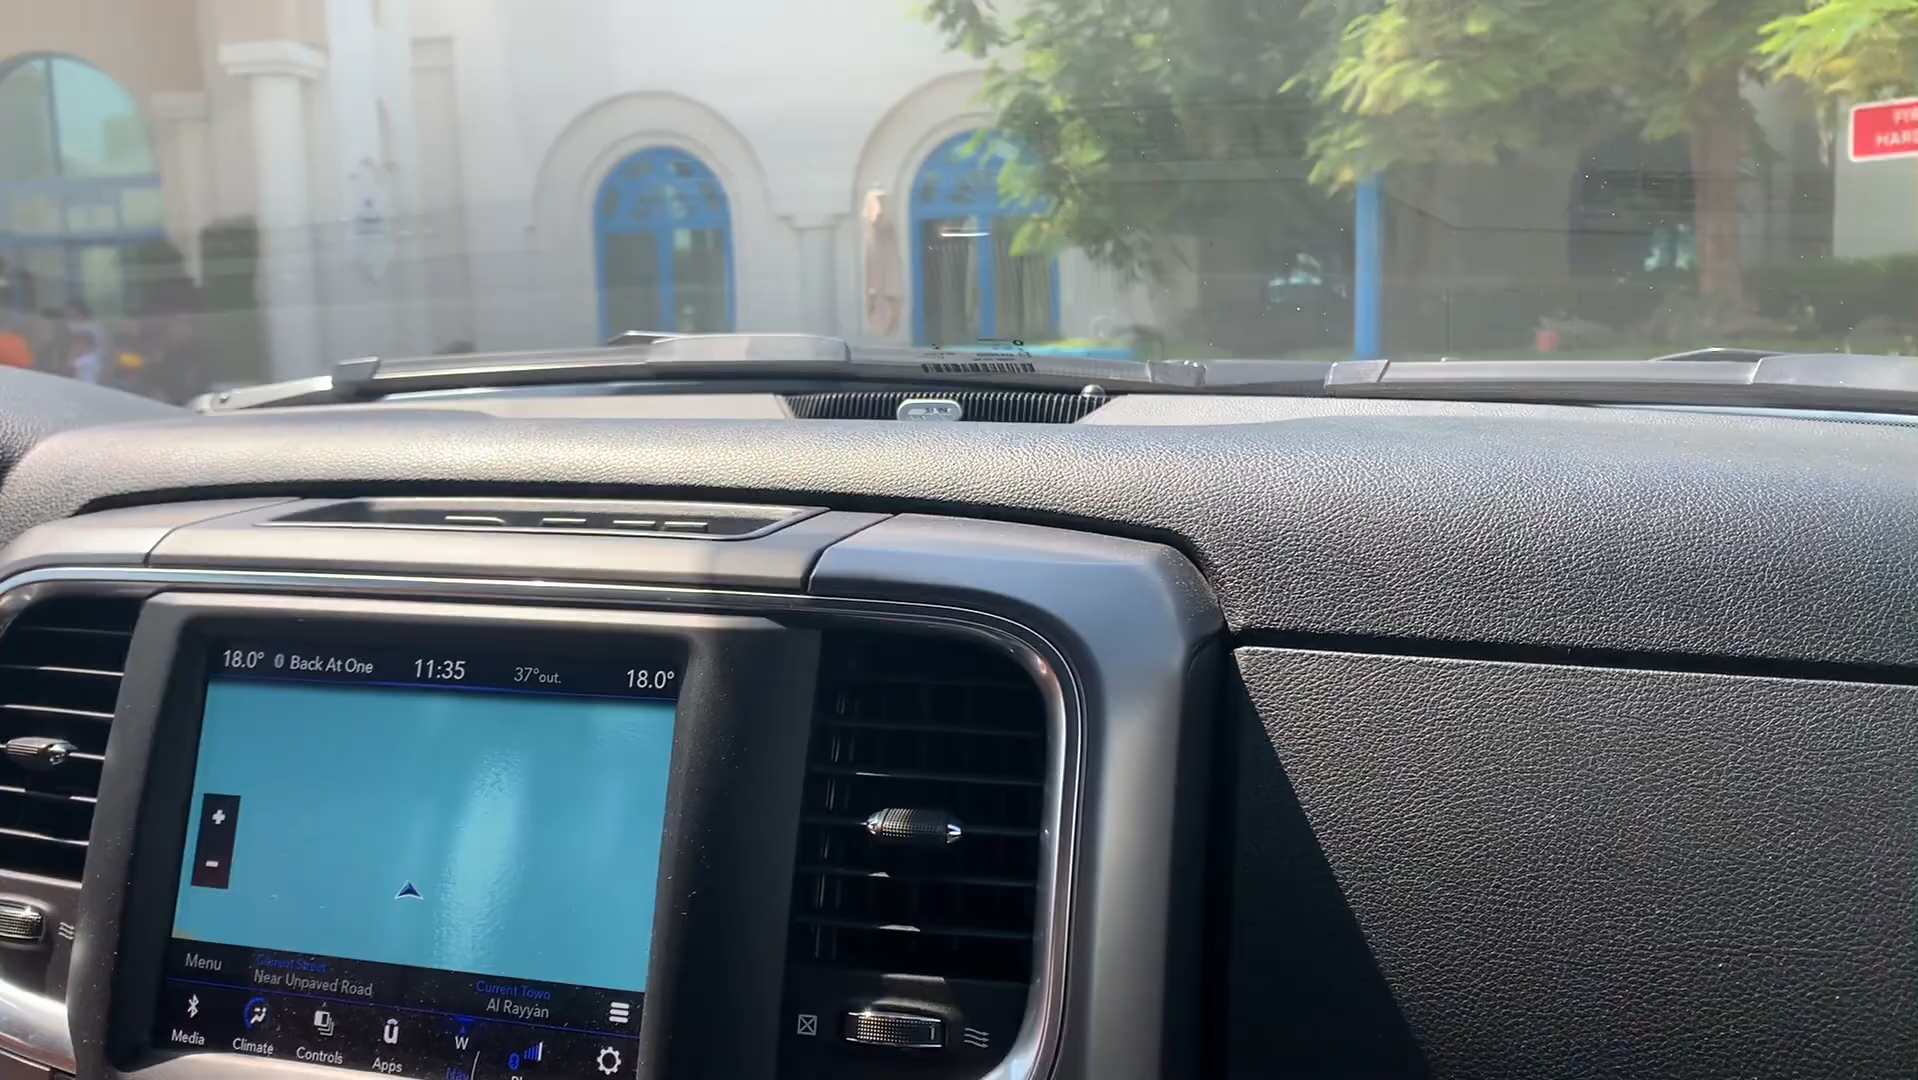 18.0° Back At One 11:35 37°out. 18.0°
+
-
Menu
Current Street
Near Unpaved Road
Current Town
Al Rayyan
Media Climate Controls Apps W
Nav